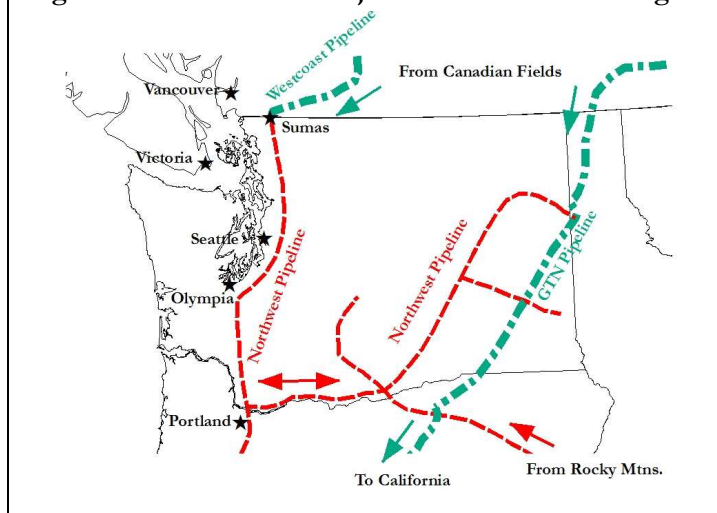 Westcoast Pipeline
From Canadian Fields
Vancouver
Sumas
Victoria
Seattle
Olympia
Northwest Pipeline
Northwest Pipeline
GTN Pipeline
Portland
From Rocky Mtns.
To California